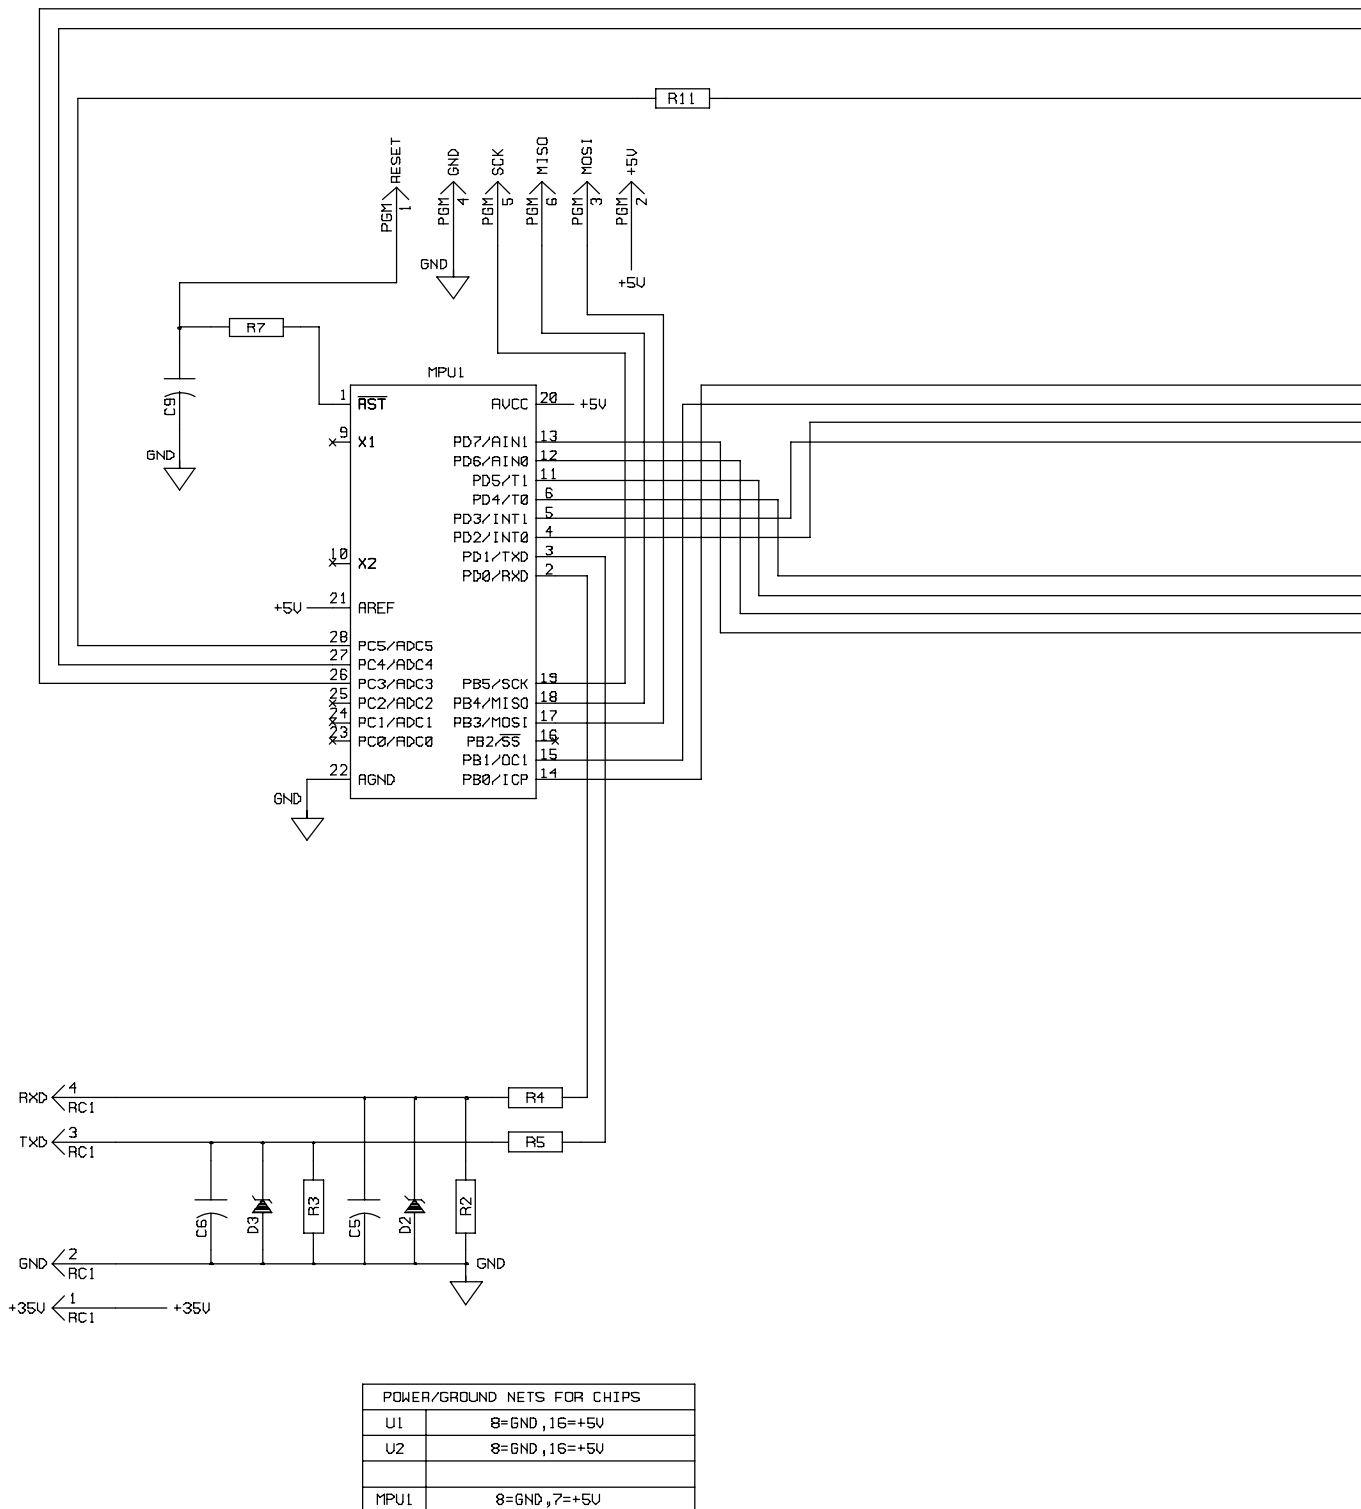 R11
RESET
GND
SCK
MISO
MOSI
+5V
PGM 1
PGM 4
PGM 5
PGM 6
PGM 3
PGM 2
GND
+5V
R7
C9
GND
MPU1
1 RST
AVCC 20 +5V
9 X1
PD7/AIN1 13
PD6/AIN0 12
PD5/T1 11
PD4/T0 6
PD3/INT1 5
PD2/INT0 4
10 X2
PD1/TXD 3
PD0/RXD 2
+5V 21 AREF
28 PC5/ADC5
27 PC4/ADC4
26 PC3/ADC3 PB5/SCK 19
25 PC2/ADC2 PB4/MISO 18
24 PC1/ADC1 PB3/MOSI 17
23 PC0/ADC0 PB2/SS 16
PB1/OC1 15
22 AGND PB0/ICP 14
GND
RXD 4 RC1
R4
TXD 3 RC1
R5
C6
D3
R3
C5
D2
R2
GND 2 RC1
GND
+35V 1 RC1 +35V
POWER/GROUND NETS FOR CHIPS
U1 8=GND,16=+5V
U2 8=GND,16=+5V
MPU1 8=GND,7=+5V